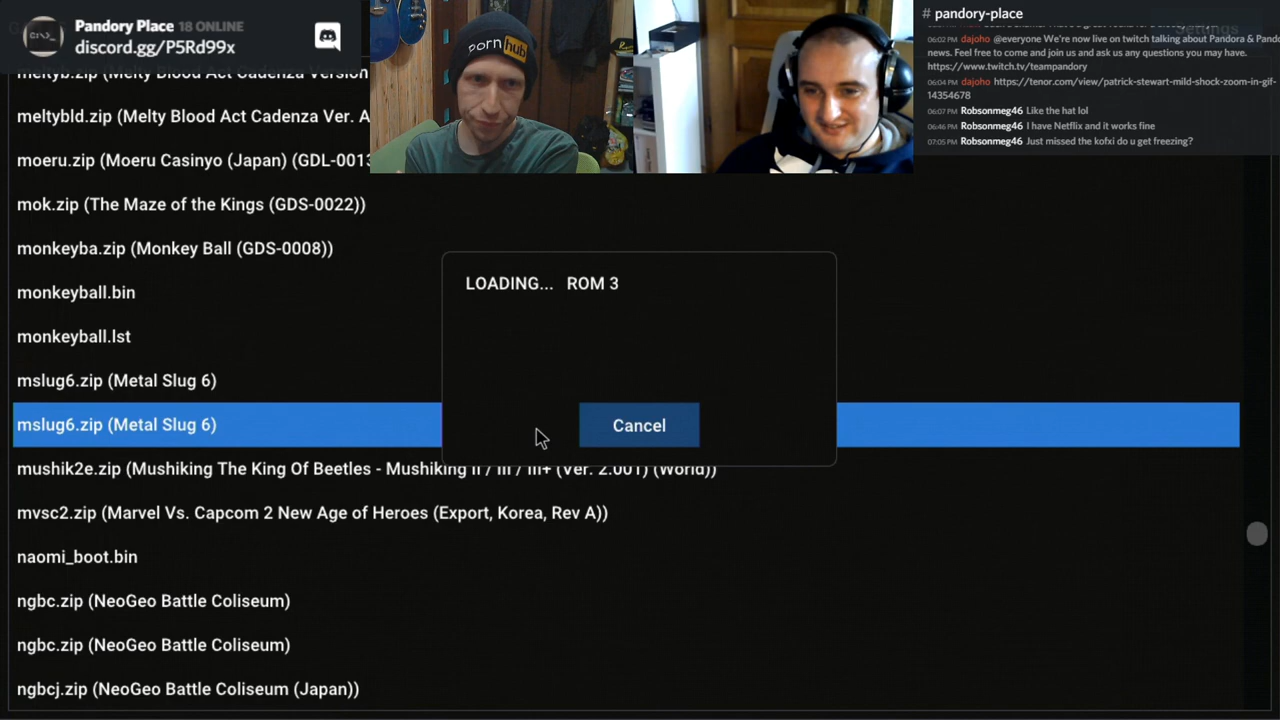 Pandory Place 18 ONLINE
discord.gg/P5Rd99x
Porn hub
# pandory-place
Settings
06:02 PM dajoho @everyone We're now live on twitch talking about Pandora & Pand
news. Feel free to come and join us and ask us any questions you may have.
https://www.twitch.tv/teampandory
06:04 PM dajoho https://tenor.com/view/patrick-stewart-mild-shock-zoom-in-gif-
14354678
06:07 PM Robsonmeg46 Like the hat lol
06:46 PM Robsonmeg46 I have Netflix and it works fine
07:05 PM Robsonmeg46 Just missed the kofxi do u get freezing?
meltyb.zip (Melty Blood Act Cadenza Version
meltybld.zip (Melty Blood Act Cadenza Ver. A
moeru.zip (Moeru Casinyo (Japan) (GDL-0013
mok.zip (The Maze of the Kings (GDS-0022))
monkeyba.zip (Monkey Ball (GDS-0008))
monkeyball.bin
monkeyball.lst
mslug6.zip (Metal Slug 6)
mslug6.zip (Metal Slug 6)
mushik2e.zip (Mushiking The King Of Beetles - Mushiking II / III / III+ (Ver. 2.001) (World))
mvsc2.zip (Marvel Vs. Capcom 2 New Age of Heroes (Export, Korea, Rev A))
naomi_boot.bin
ngbc.zip (NeoGeo Battle Coliseum)
ngbc.zip (NeoGeo Battle Coliseum)
ngbcj.zip (NeoGeo Battle Coliseum (Japan))
LOADING... ROM 3
Cancel